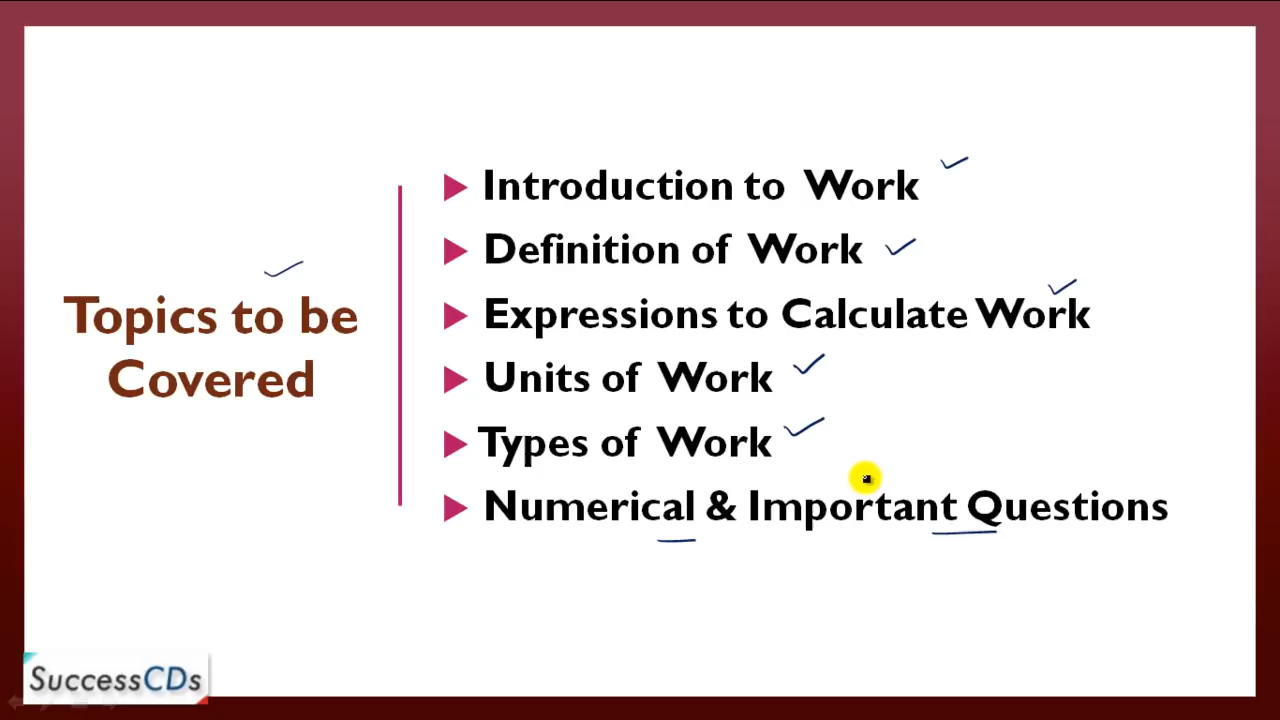 Topics to be
Covered
Introduction to Work
Definition of Work
Expressions to Calculate Work
Units of Work
Types of Work
Numerical & Important Questions
SuccessCDs